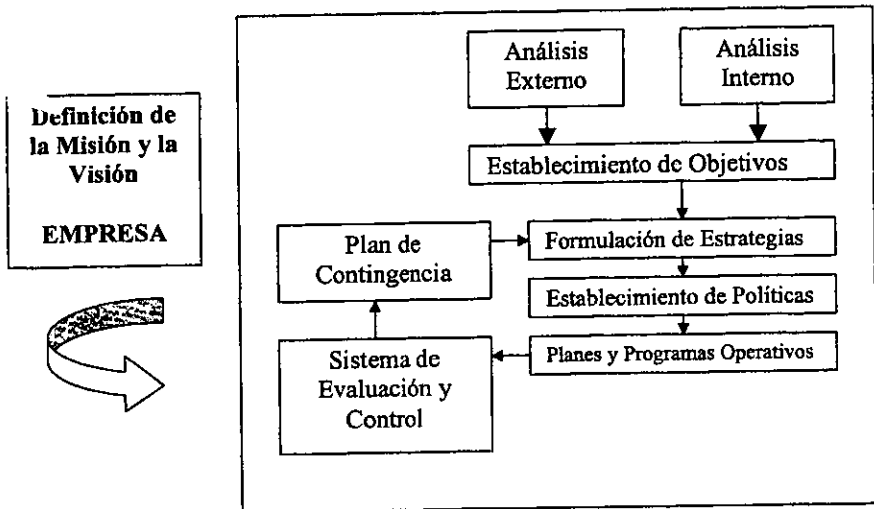 Definición de
la Misión y la
Visión
EMPRESA
Análisis
Externo
Análisis
Interno
Establecimiento de Objetivos
Plan de
Contingencia
Formulación de Estrategias
Establecimiento de Políticas
Sistema de
Evaluación y
Control
Planes y Programas Operativos